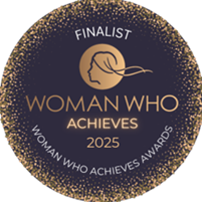 FINALIST
WOMAN WHO
ACHIEVES
2025
WOMAN WHO ACHIEVES AWARDS